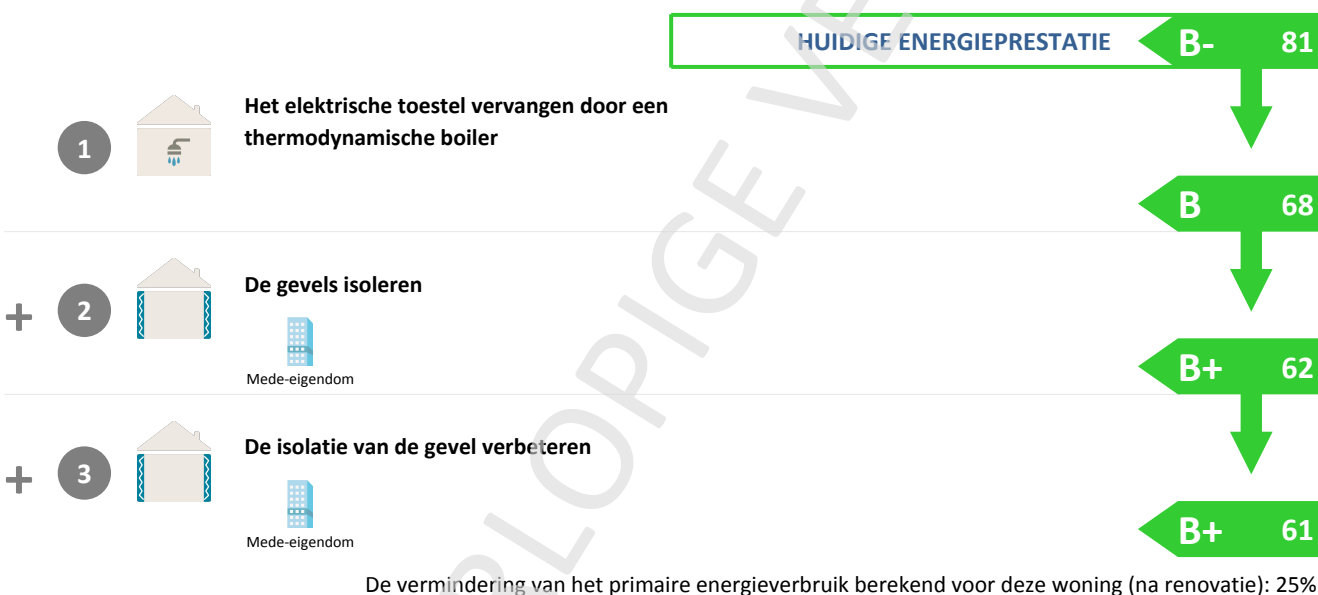 HUIDIGE ENERGIEPRESTATIE B- 81
1 Het elektrische toestel vervangen door een
thermodynamische boiler
B 68
+ 2 De gevels isoleren
Mede-eigendom
B+ 62
+ 3 De isolatie van de gevel verbeteren
Mede-eigendom
B+ 61
De vermindering van het primaire energieverbruik berekend voor deze woning (na renovatie): 25%